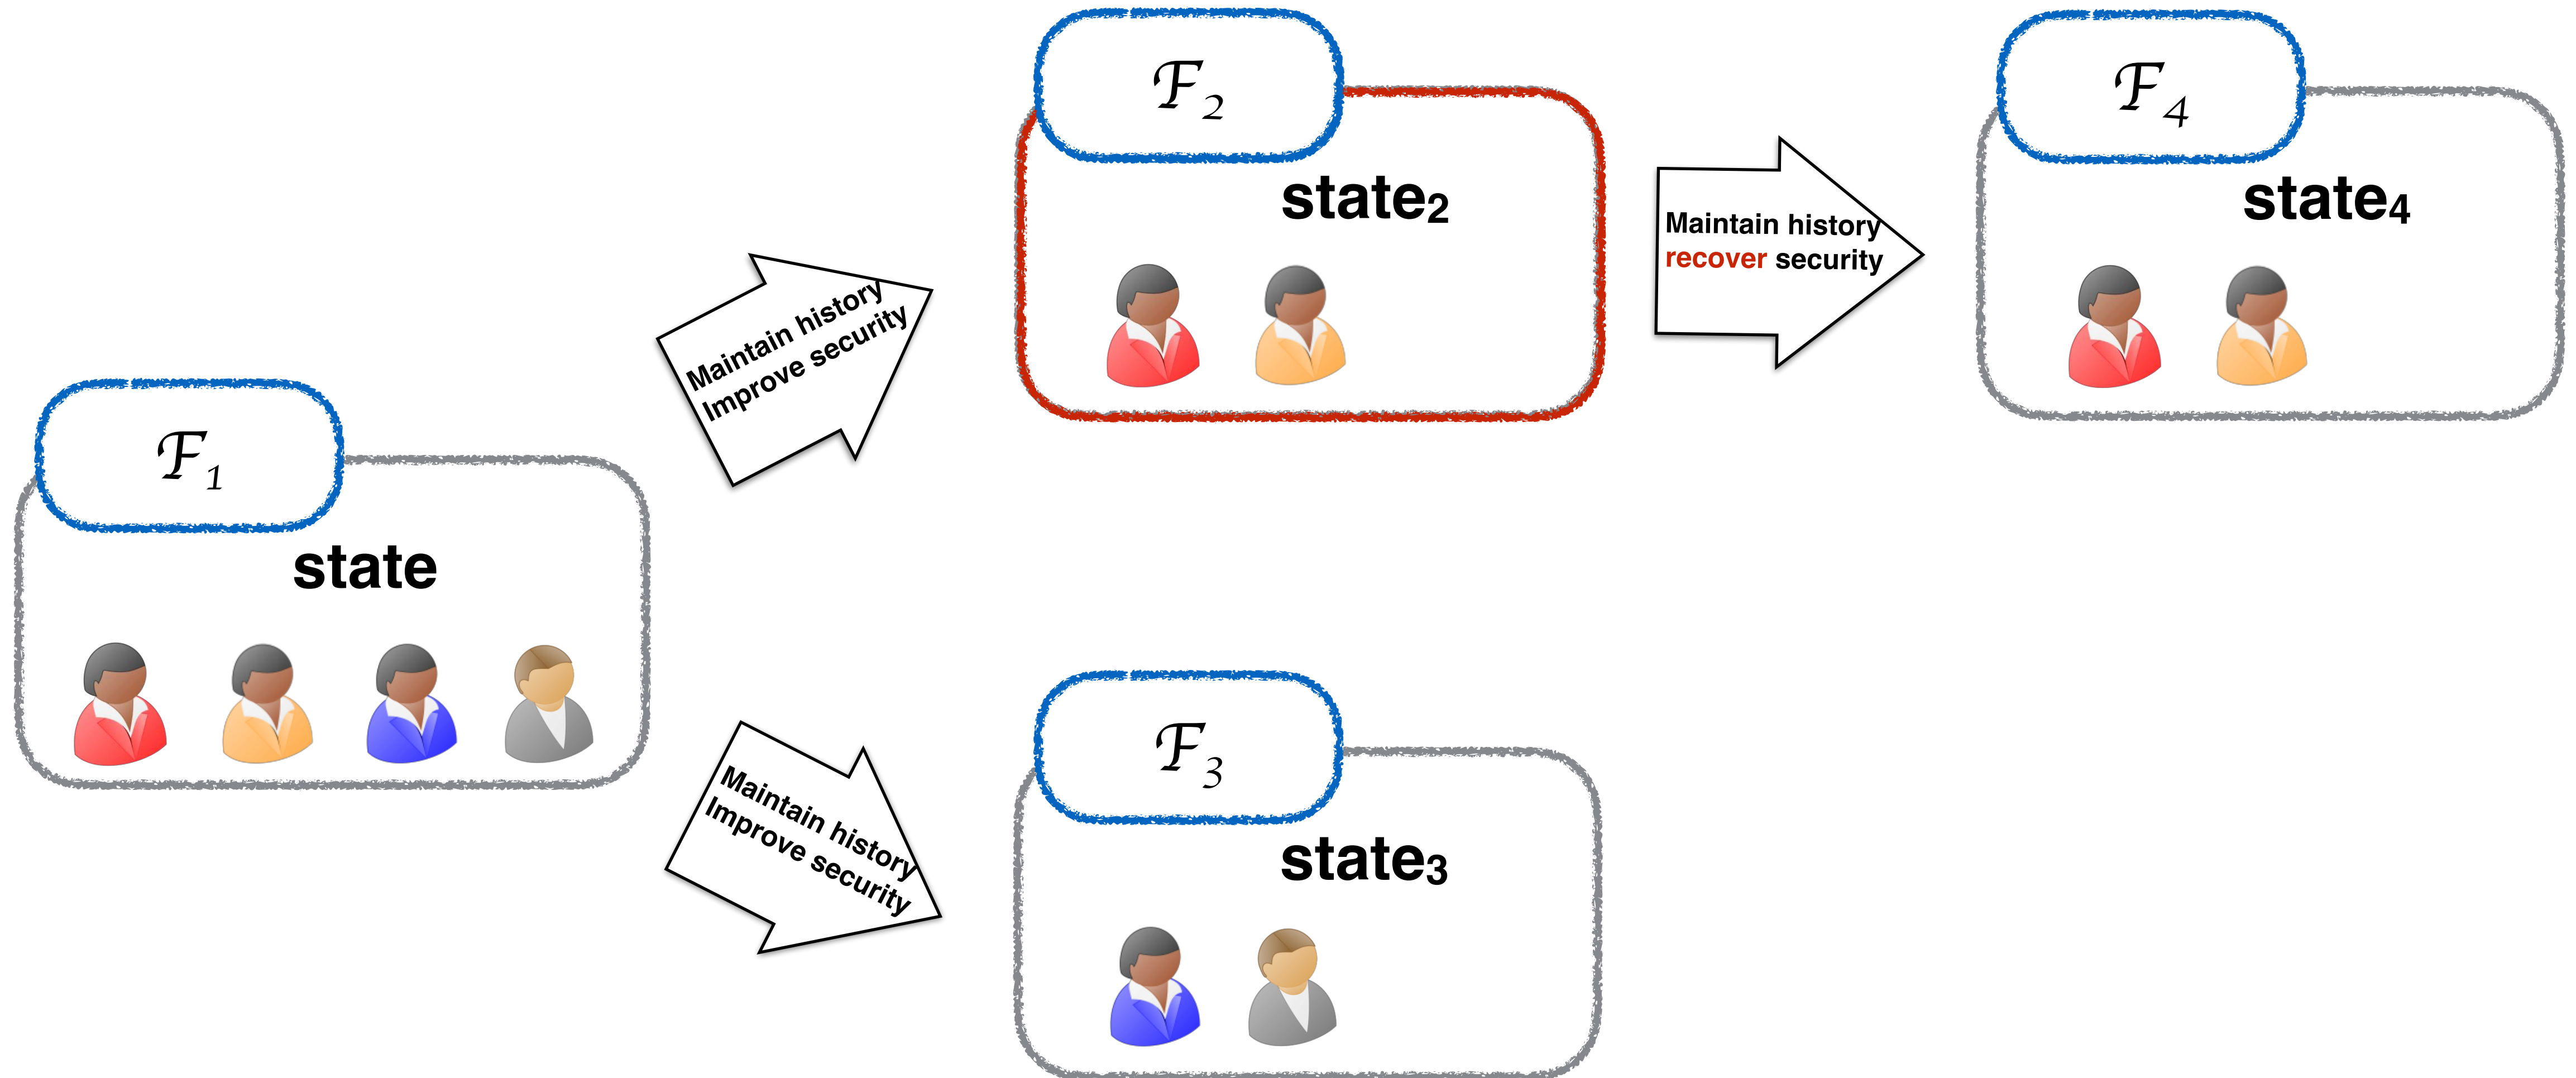 ℱ1
state
Maintain history
Improve security
ℱ2
state2
Maintain history
recover security
ℱ4
state4
Maintain history
Improve security
ℱ3
state3